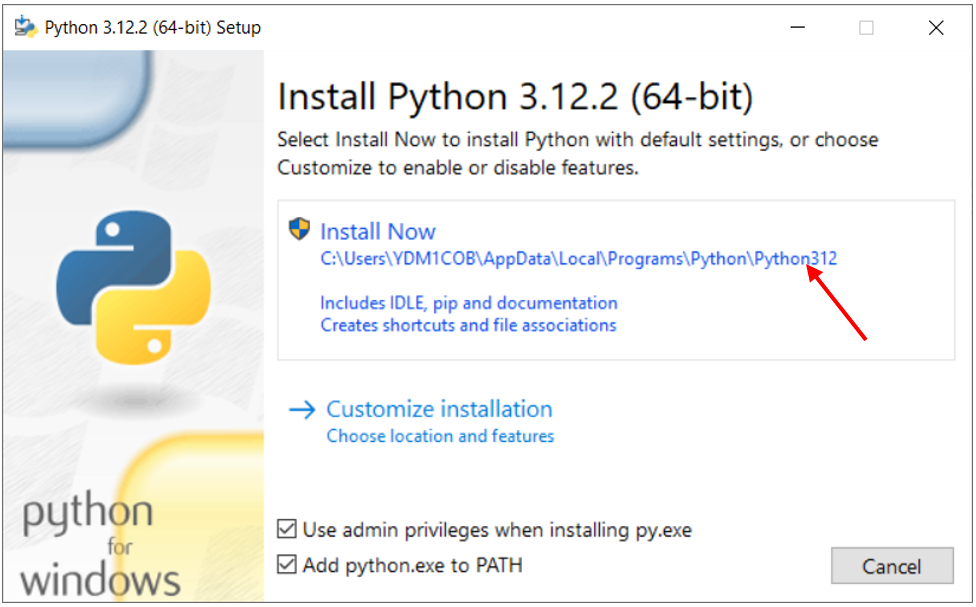 Python 3.12.2 (64-bit) Setup
Install Python 3.12.2 (64-bit)
Select Install Now to install Python with default settings, or choose
Customize to enable or disable features.
Install Now
C:\Users\YDM1COB\AppData\Local\Programs\Python\Python312
Includes IDLE, pip and documentation
Creates shortcuts and file associations
Customize installation
Choose location and features
Use admin privileges when installing py.exe
Add python.exe to PATH
Cancel
python
for
windows